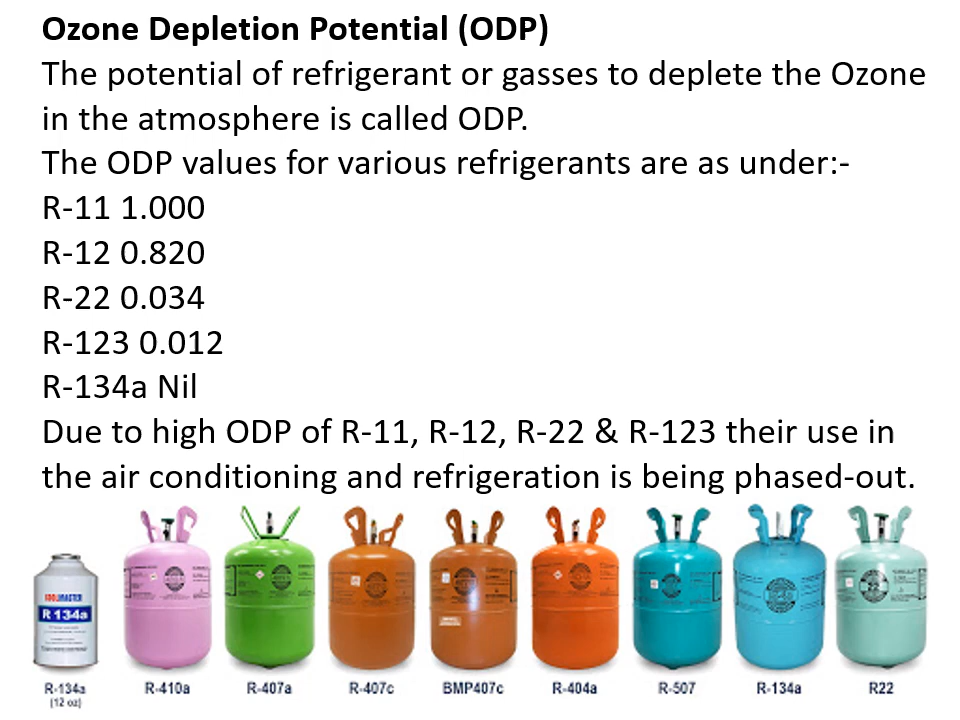 Ozone Depletion Potential (ODP)
The potential of refrigerant or gasses to deplete the Ozone
in the atmosphere is called ODP.
The ODP values for various refrigerants are as under:-
R-11 1.000
R-12 0.820
R-22 0.034
R-123 0.012
R-134a Nil
Due to high ODP of R-11, R-12, R-22 & R-123 their use in
the air conditioning and refrigeration is being phased-out.
R 134a
R-134a
(12 oz)
R-410a
R-407a
R-407c
BMP407c
R-404a
R-507
R-134a
R22